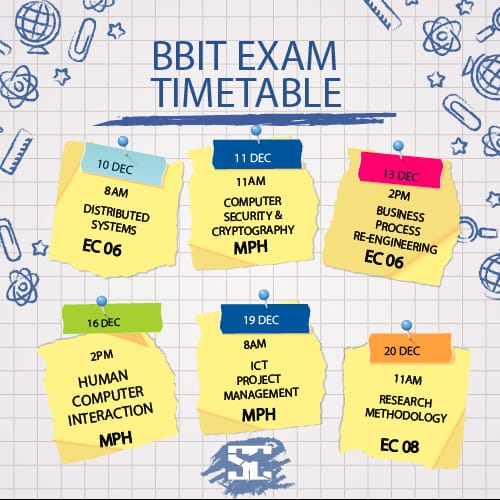 BBIT EXAM
TIMETABLE
10 DEC
8AM
DISTRIBUTED
SYSTEMS
EC 06
11 DEC
11AM
COMPUTER
SECURITY &
CRYPTOGRAPHY
MPH
13 DEC
2PM
BUSINESS
PROCESS
RE-ENGINEERING
EC 06
16 DEC
2PM
HUMAN
COMPUTER
INTERACTION
MPH
19 DEC
8AM
ICT
PROJECT
MANAGEMENT
MPH
20 DEC
11AM
RESEARCH
METHODOLOGY
EC 08